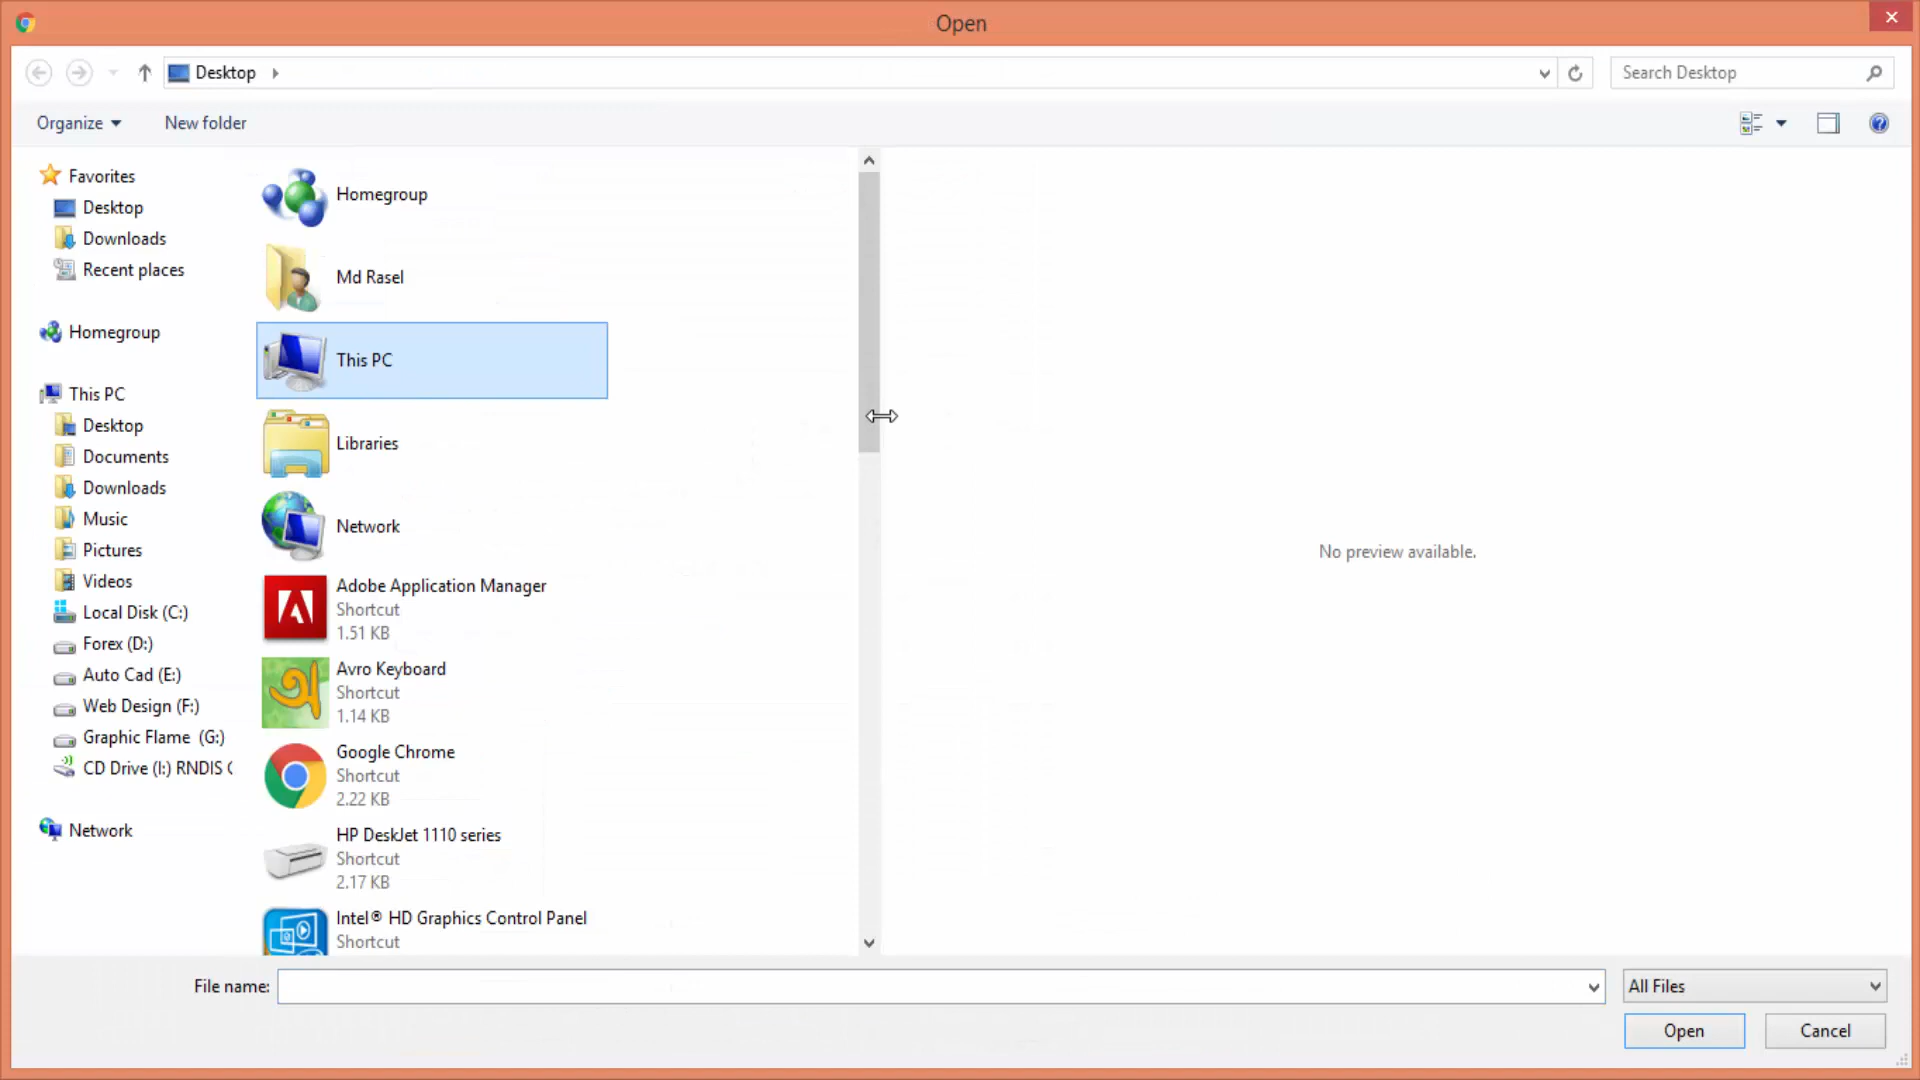 Open
Desktop
Search Desktop
Organize
New folder
Favorites
Desktop
Downloads
Recent places
Homegroup
This PC
Desktop
Documents
Downloads
Music
Pictures
Videos
Local Disk (C:)
Forex (D:)
Auto Cad (E:)
Web Design (F:)
Graphic Flame (G:)
CD Drive (I:) RNDIS
Network
Homegroup
Md Rasel
This PC
Libraries
Network
Adobe Application Manager
Shortcut
1.51 KB
Avro Keyboard
Shortcut
1.14 KB
Google Chrome
Shortcut
2.22 KB
HP DeskJet 1110 series
Shortcut
2.17 KB
Intel® HD Graphics Control Panel
Shortcut
No preview available.
File name:
All Files
Open
Cancel